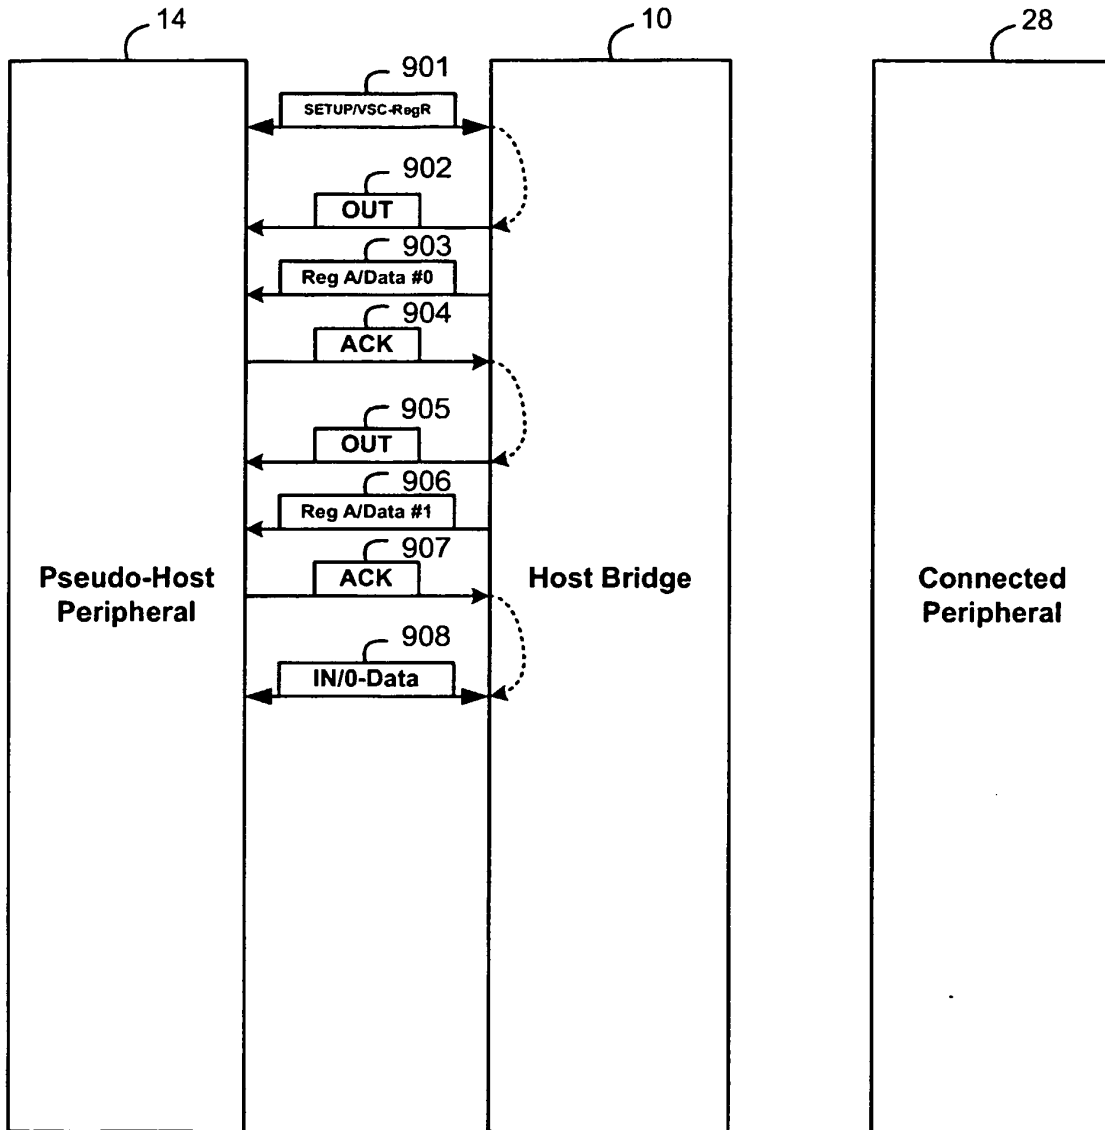 14
10
28
901
SETUP/VSC-RegR
902
OUT
903
Reg A/Data #0
904
ACK
905
OUT
906
Reg A/Data #1
907
ACK
Pseudo-Host
Peripheral
Host Bridge
Connected
Peripheral
908
IN/0-Data